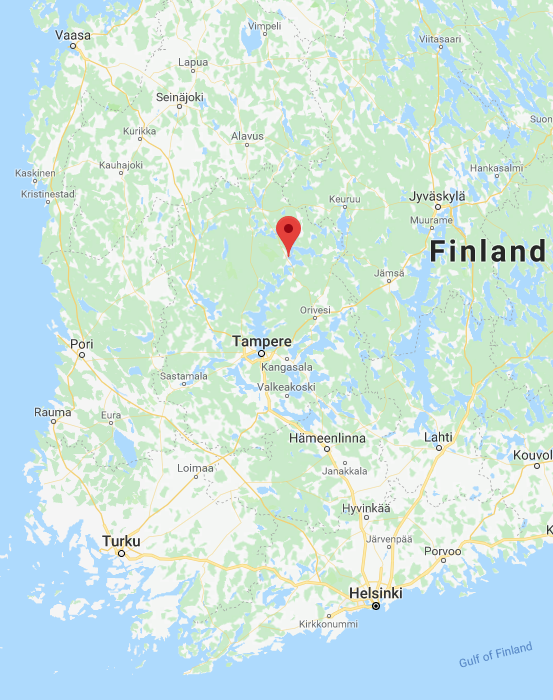 Vimpeli
Vaasa
Viitasaari
Lapua
Seinäjoki
Suon
Kurikka
Alavus
Kauhajoki
Hankasalmi
Kaskinen
Kristinestad
Keuruu
Jyväskylä
Muurame
Finland
Jämsä
Orivesi
Tampere
Pori
Kangasala
Sastamala
Valkeakoski
Rauma
Eura
Hämeenlinna
Lahti
Kouvol
Loimaa
Janakkala
Hyvinkää
K
Turku
Järvenpää
Porvoo
Helsinki
Kirkkonummi
Gulf of Finland